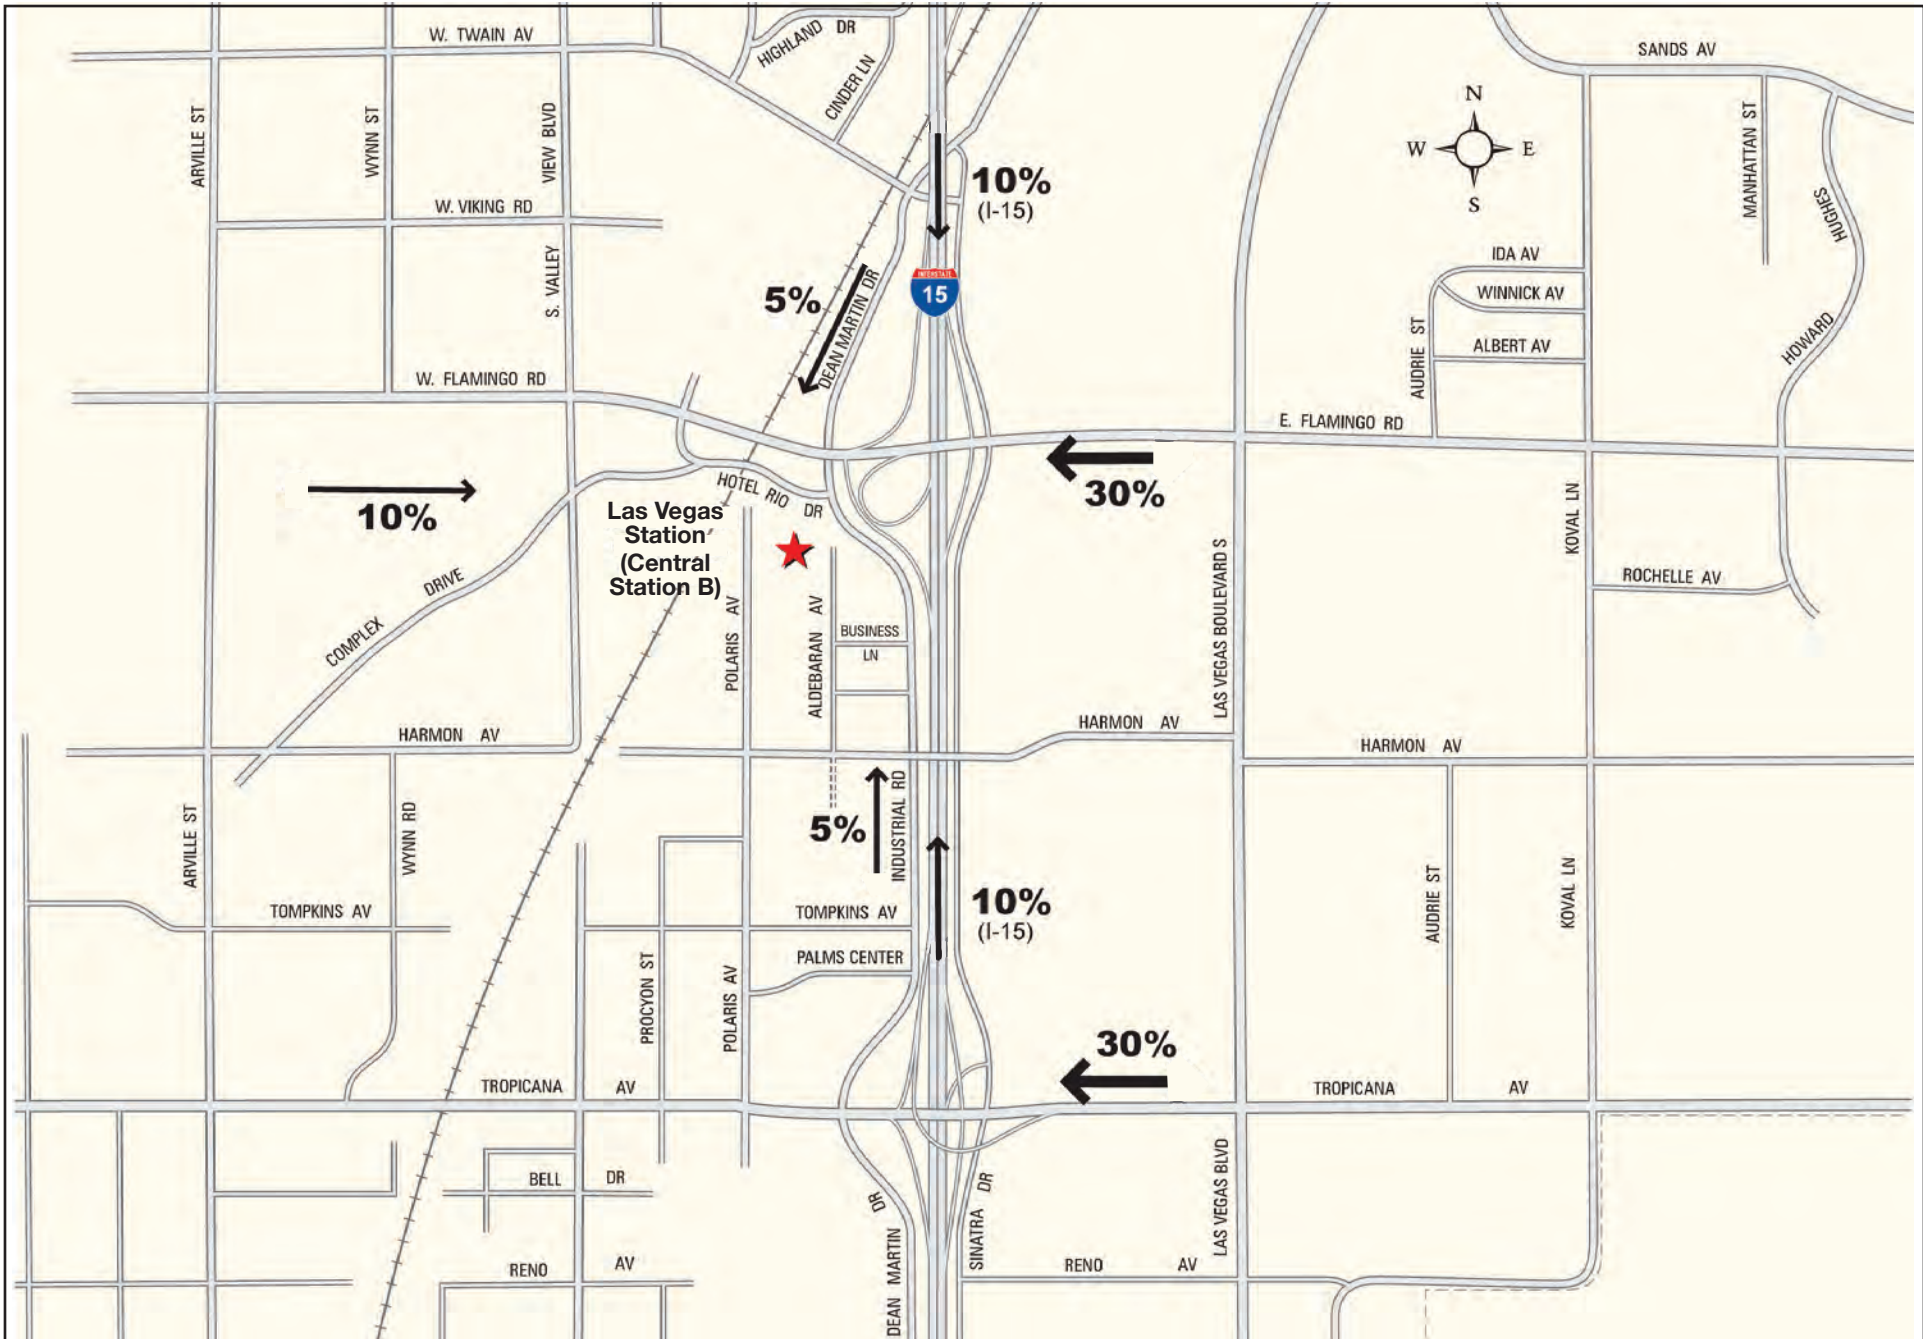 W. TWAIN AV
HIGHLAND DR
CINDER LN
SANDS AV
ARVILLE ST
WYNN ST
VIEW BLVD
S. VALLEY
W. VIKING RD
10%
(I-15)
N
W E
S
MANHATTAN ST
HUGHES
HOWARD
5%
DEAN MARTIN DR
INTERSTATE
15
IDA AV
WINNICK AV
ALBERT AV
AUDRIE ST
W. FLAMINGO RD
E. FLAMINGO RD
30%
10%
HOTEL RIO DR
Las Vegas
Station
(Central
Station B)
COMPLEX DRIVE
POLARIS AV
ALDEBARAN AV
BUSINESS
LN
LAS VEGAS BOULEVARD S
KOVAL LN
ROCHELLE AV
HARMON AV
HARMON AV
HARMON AV
ARVILLE ST
WYNN RD
5%
INDUSTRIAL RD
10%
(I-15)
AUDRIE ST
KOVAL LN
TOMPKINS AV
TOMPKINS AV
PALMS CENTER
PROCYON ST
POLARIS AV
30%
TROPICANA AV
TROPICANA AV
BELL DR
DEAN MARTIN DR
SINATRA DR
LAS VEGAS BLVD
RENO AV
RENO AV